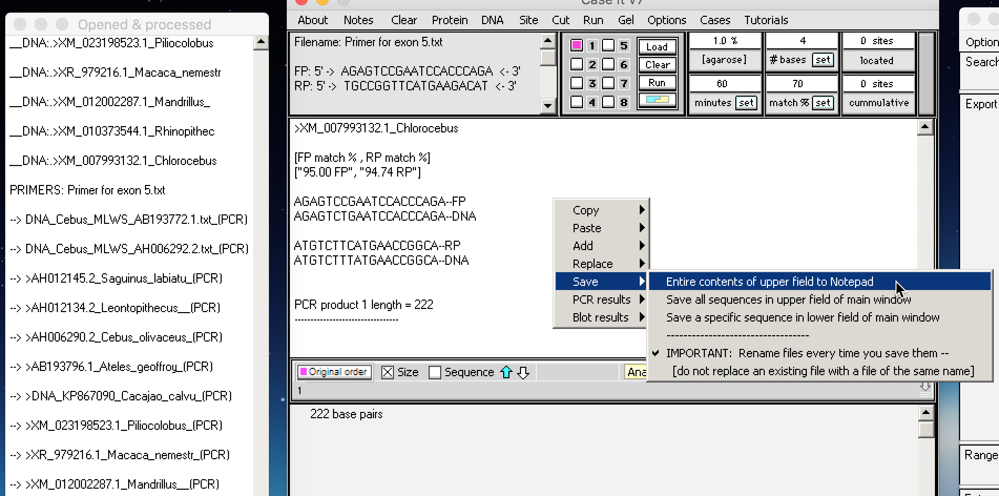 Opened & processed
__DNA:.>XM_023198523.1_Piliocolobus
__DNA:.>XR_979216.1_Macaca_nemestr
__DNA:.>XM_012002287.1_Mandrillus_
__DNA:.>XM_010373544.1_Rhinopithec
__DNA:.>XM_007993132.1_Chlorocebus
PRIMERS: Primer for exon 5.txt
--> DNA_Cebus_MLWS_AB193772.1.txt_(PCR)
--> DNA_Cebus_MLWS_AH006292.2.txt_(PCR)
--> >AH012145.2_Saguinus_labiatu_(PCR)
--> >AH012134.2_Leontopithecus__(PCR)
--> >AH006290.2_Cebus_olivaceus_(PCR)
--> >AB193796.1_Ateles_geoffroy_(PCR)
--> >DNA_KP867090_Cacajao_calvu_(PCR)
--> >XM_023198523.1_Piliocolobus_(PCR)
--> >XR_979216.1_Macaca_nemestr_(PCR)
--> >XM_012002287.1_Mandrillus__(PCR)
Case It v7
About Notes Clear Protein DNA Site Cut Run Gel Options Cases Tutorials
Filename: Primer for exon 5.txt
FP: 5' -> AGAGTCCGAATCCACCCAGA <- 3'
RP: 5' -> TGCCGGTTCATGAAGACAT <- 3'
1 5 Load
2 6 Clear
3 7 Run
4 8
1.0 % 4 0 sites
[agarose] # bases set located
60 70 0 sites
minutes set match % set cummulative
>XM_007993132.1_Chlorocebus
[FP match % , RP match %]
["95.00 FP", "94.74 RP"]
AGAGTCCGAATCCACCCAGA--FP
AGAGTCTGAATCCACCCAGA--DNA
ATGTCTTCATGAACCGGCA--RP
ATGTCTTTATGAACCGGCA--DNA
PCR product 1 length = 222
-------------------------------
Copy
Paste
Add
Replace
Save
PCR results
Blot results
Entire contents of upper field to Notepad
Save all sequences in upper field of main window
Save a specific sequence in lower field of main window
----------------------------------
IMPORTANT: Rename files every time you save them --
[do not replace an existing file with a file of the same name]
Original order Size Sequence Ana
1
222 base pairs
Option
Search
Export
Range